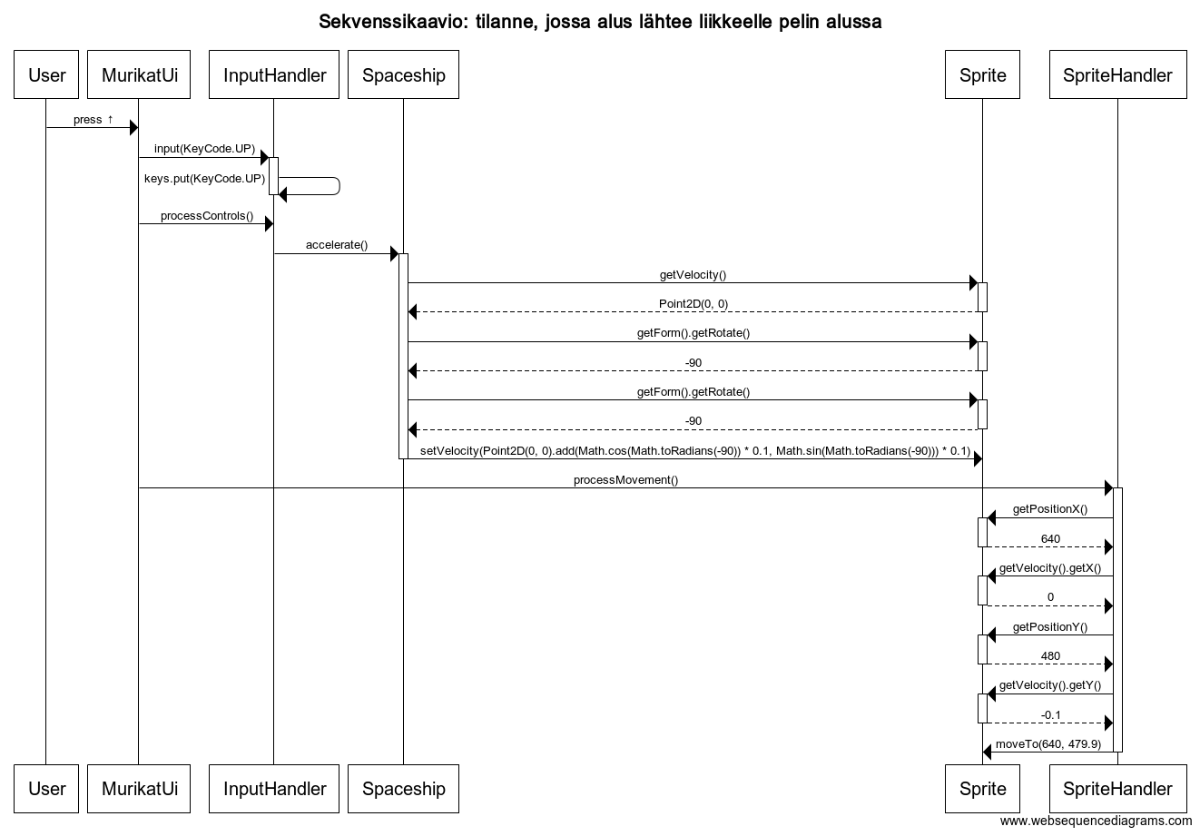 Sekvenssikaavio: tilanne, jossa alus lähtee liikkeelle pelin alussa
User MurikatUi InputHandler Spaceship Sprite SpriteHandler
press ↑
input(KeyCode.UP)
keys.put(KeyCode.UP)
processControls()
accelerate()
getVelocity()
Point2D(0, 0)
getForm().getRotate()
-90
getForm().getRotate()
-90
setVelocity(Point2D(0, 0).add(Math.cos(Math.toRadians(-90)) * 0.1, Math.sin(Math.toRadians(-90))) * 0.1)
processMovement()
getPositionX()
640
getVelocity().getX()
0
getPositionY()
480
getVelocity().getY()
-0.1
moveTo(640, 479.9)
User MurikatUi InputHandler Spaceship Sprite SpriteHandler
www.websequencediagrams.com